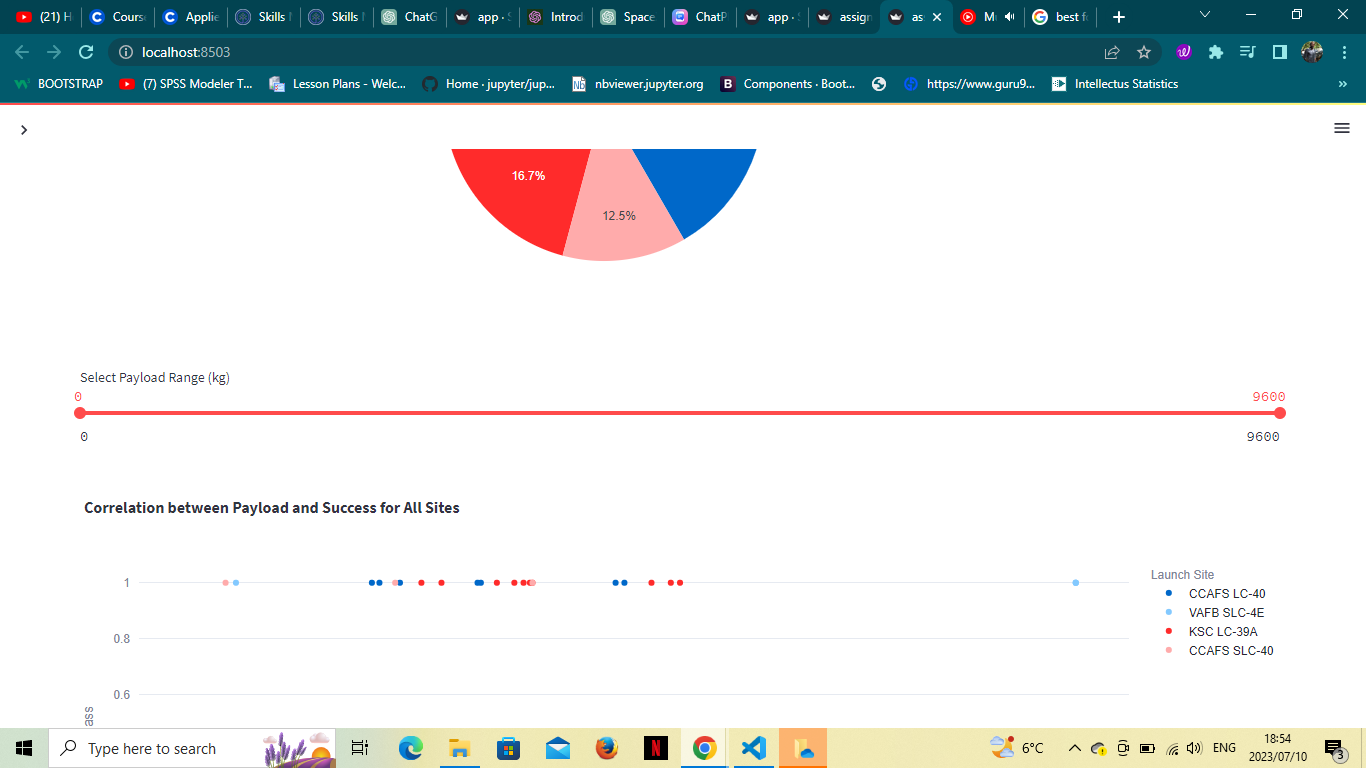 (21) H
Cours
Applie
Skills M
Skills M
ChatG
app · S
Introd
Space
ChatP
app · S
assign
as
M
best fo
localhost:8503
BOOTSTRAP
(7) SPSS Modeler T...
Lesson Plans - Welc...
Home · jupyter/jup...
nbviewer.jupyter.org
Components · Boot...
https://www.guru9...
Intellectus Statistics
»
16.7%
12.5%
Select Payload Range (kg)
0
9600
0
9600
Correlation between Payload and Success for All Sites
1
0.8
0.6
ass
Launch Site
CCAFS LC-40
VAFB SLC-4E
KSC LC-39A
CCAFS SLC-40
Type here to search
6°C
ENG
18:54
2023/07/10
3